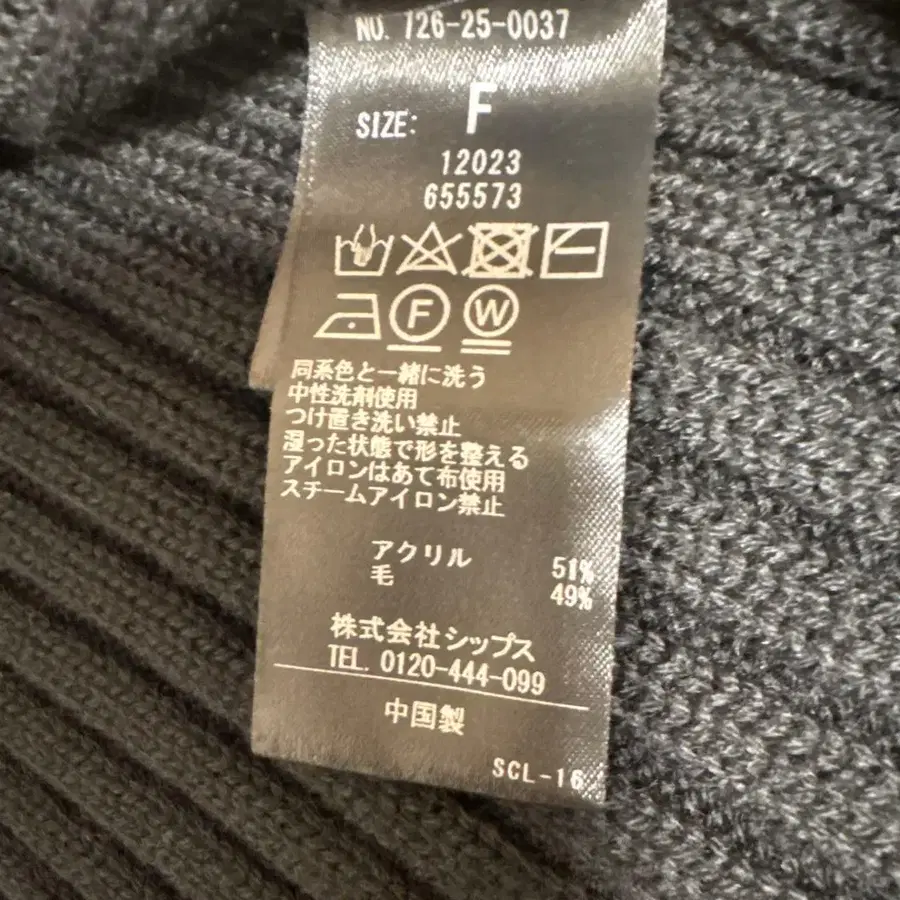 NO. 726-25-0037
SIZE: F
12023
655573
F W
同系色と一緒に洗う
中性洗剤使用
つけ置き洗い禁止
湿った状態で形を整える
アイロンはあて布使用
スチームアイロン禁止
アクリル 51%
毛 49%
株式会社シップス
TEL. 0120-444-099
中国製
SCL-16